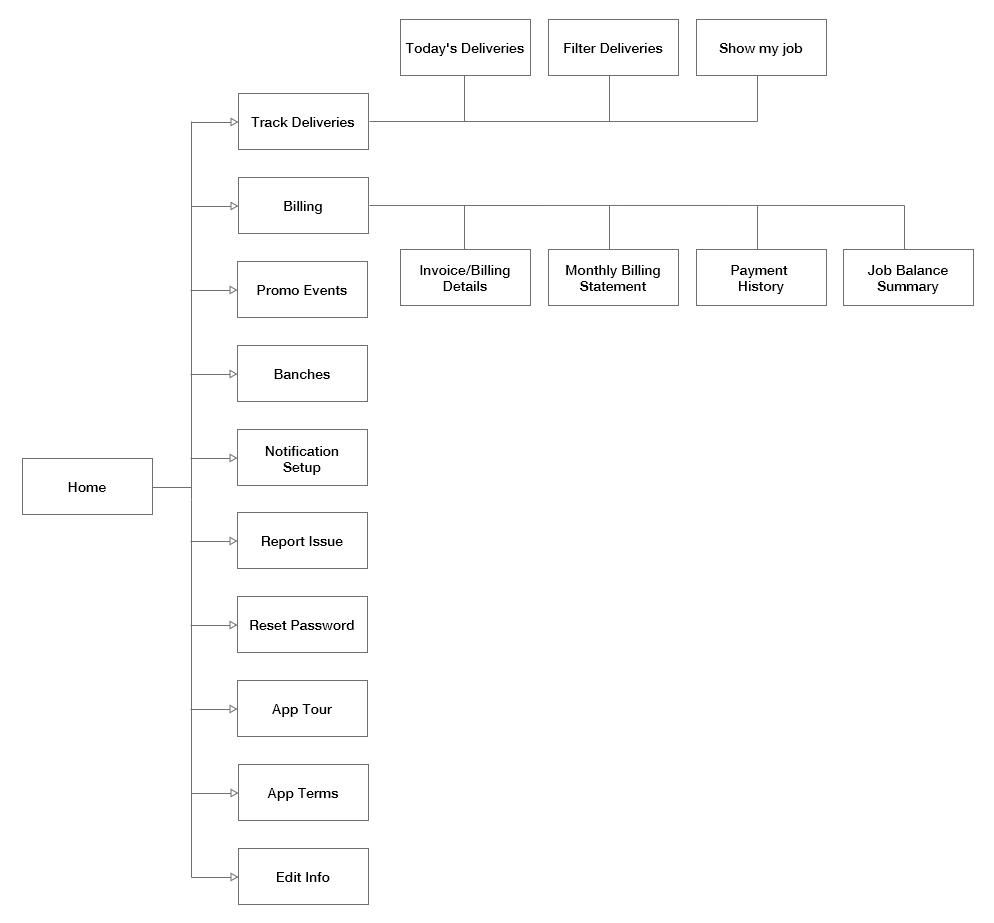 Today's Deliveries
Filter Deliveries
Show my job
Track Deliveries
Billing
Invoice/Billing
Details
Monthly Billing
Statement
Payment
History
Job Balance
Summary
Promo Events
Banches
Notification
Setup
Home
Report Issue
Reset Password
App Tour
App Terms
Edit Info